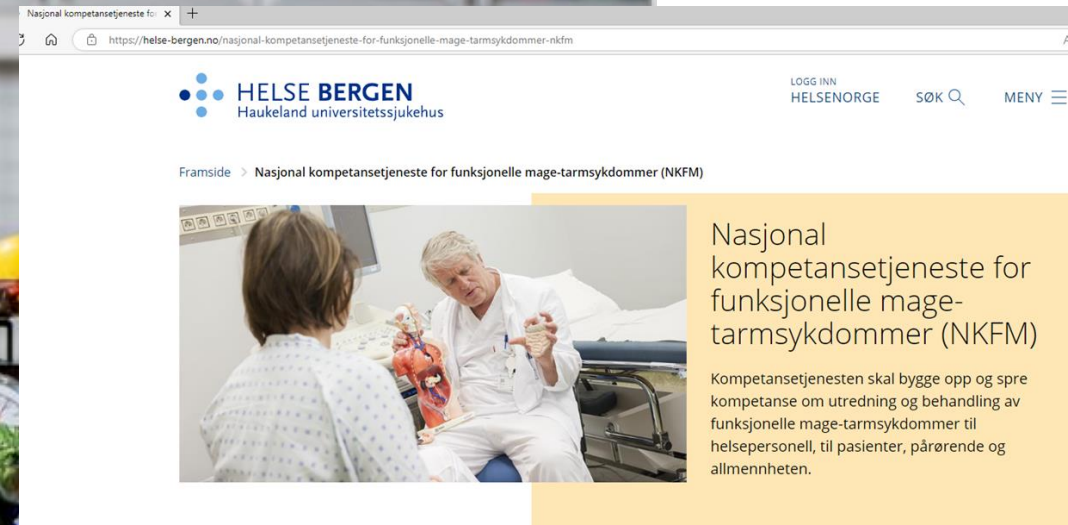 Nasjonal kompetansetjeneste fo
https://helse-bergen.no/nasjonal-kompetansetjeneste-for-funksjonelle-mage-tarmsykdommer-nkfm
HELSE BERGEN
Haukeland universitetssjukehus
LOGG INN
HELSENORGE
SØK
MENY
Framside > Nasjonal kompetansetjeneste for funksjonelle mage-tarmsykdommer (NKFM)
Nasjonal
kompetansetjeneste for
funksjonelle mage-
tarmsykdommer (NKFM)
Kompetansetjenesten skal bygge opp og spre
kompetanse om utredning og behandling av
funksjonelle mage-tarmsykdommer til
helsepersonell, til pasienter, pårørende og
allmennheten.